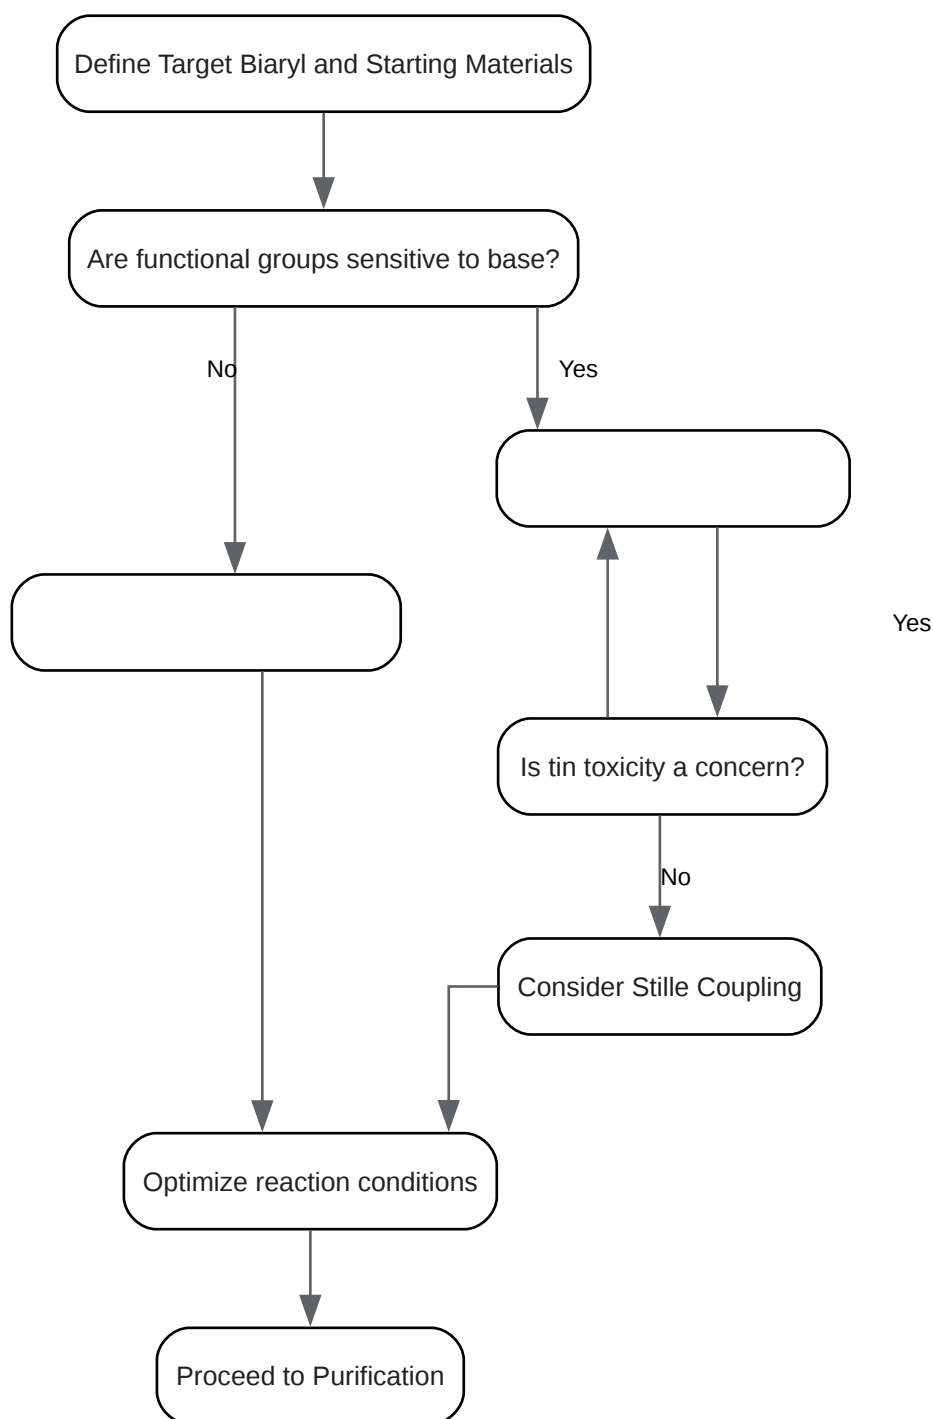 Define Target Biaryl and Starting Materials
Are functional groups sensitive to base?
No
Yes
Yes
Is tin toxicity a concern?
No
Consider Stille Coupling
Optimize reaction conditions
Proceed to Purification